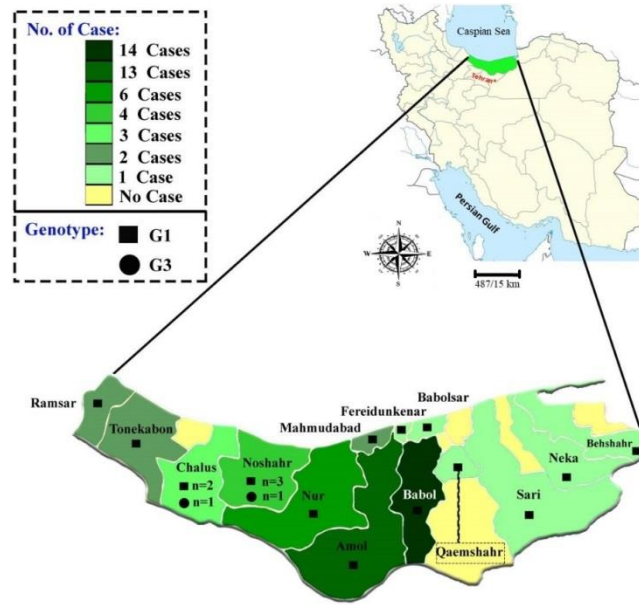 No. of Case:
14 Cases
13 Cases
6 Cases
4 Cases
3 Cases
2 Cases
1 Case
No Case
Genotype:
G1
G3
Caspian Sea
Tehran*
Persian Gulf
N
W
E
S
487/15 km
Ramsar
Tonekabon
Chalus
n=2
n=1
Noshahr
n=3
n=1
Nur
Mahmudabad
Fereidunkenar
Babolsar
Amol
Babol
Qaemshahr
Sari
Neka
Behshahr